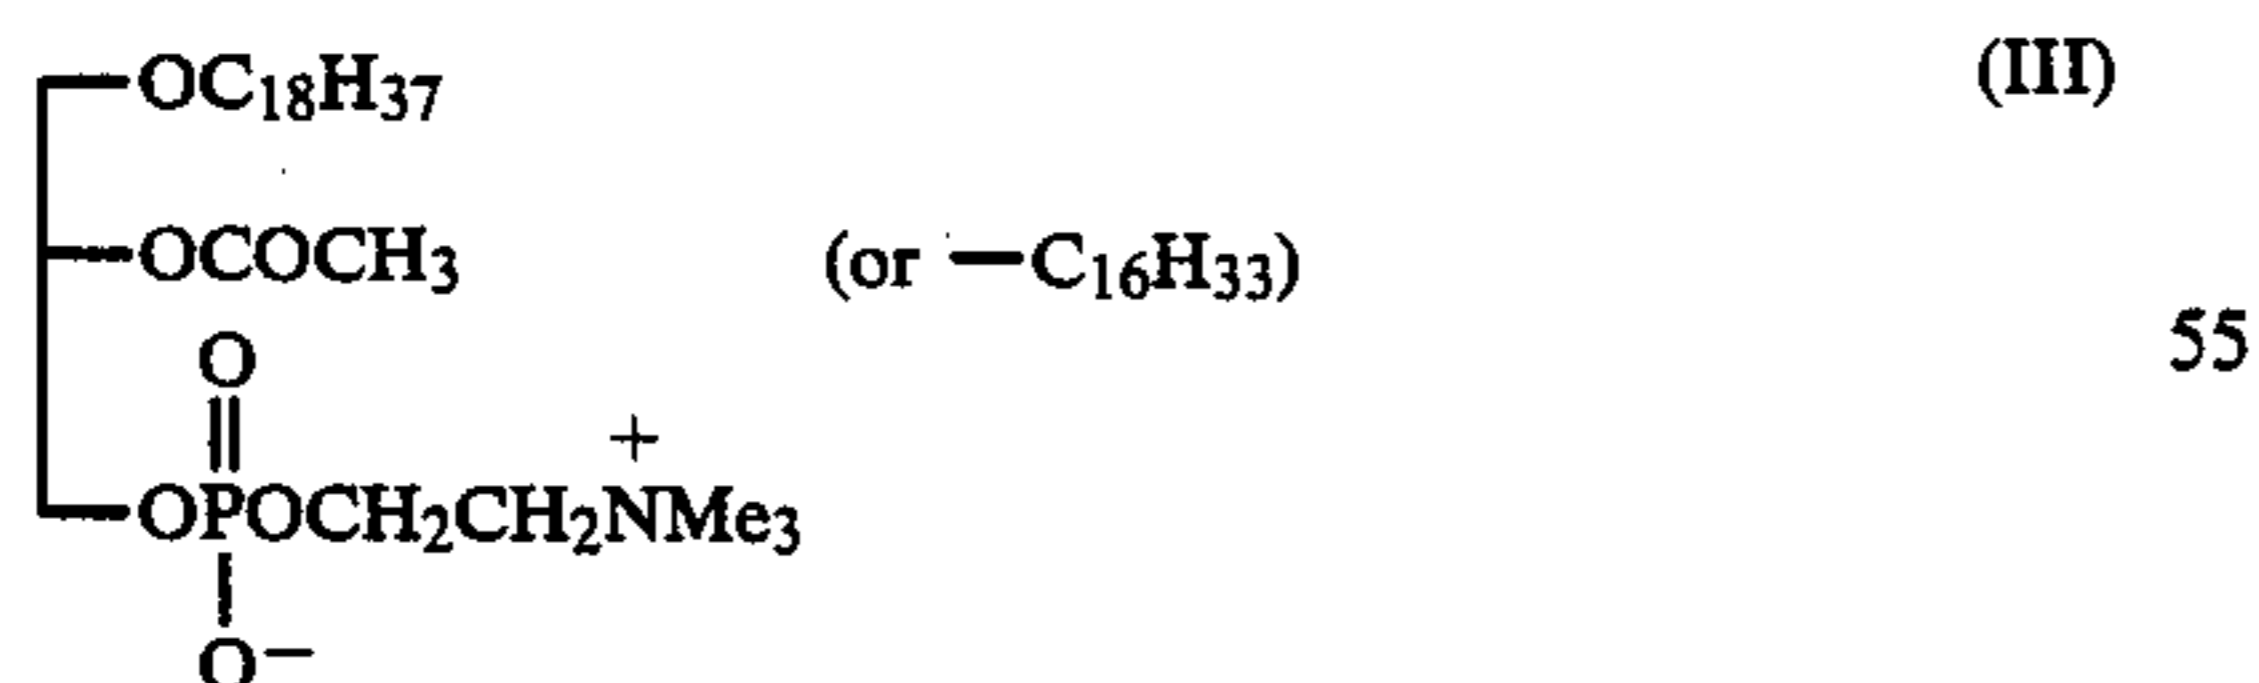 OC18H37 (III)
OCOCH3 (or —C16H33)
55
O
+
OPOCH2CH2NMe3
O−